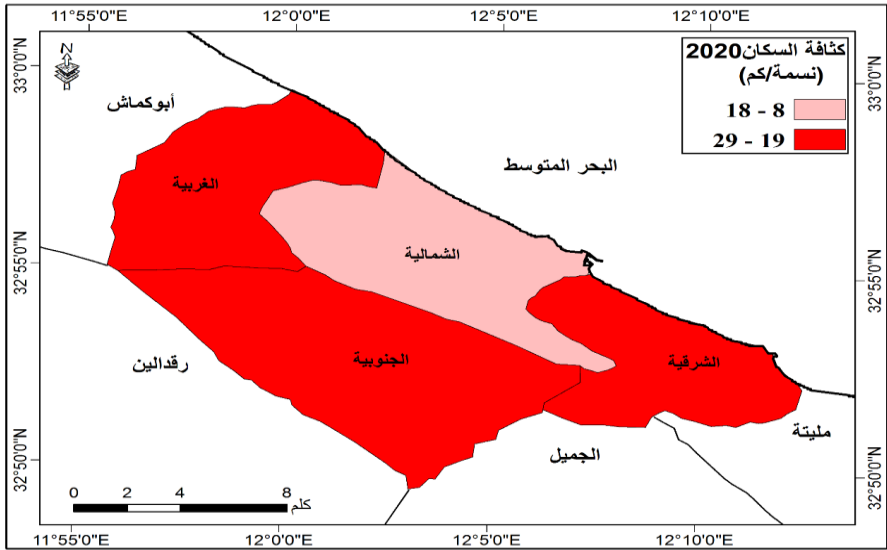 11°55'0"E
12°0'0"E
12°5'0"E
12°10'0"E
33°0'0"N
33°0'0"N
N
كثافة السكان2020
(نسمة/كم)
8 - 18
19 - 29
أبوكماش
البحر المتوسط
الغربية
الشمالية
32°55'0"N
32°55'0"N
رقدالين
الجنوبية
الشرقية
مليتة
الجميل
32°50'0"N
32°50'0"N
0 2 4 8
كلم
11°55'0"E
12°0'0"E
12°5'0"E
12°10'0"E